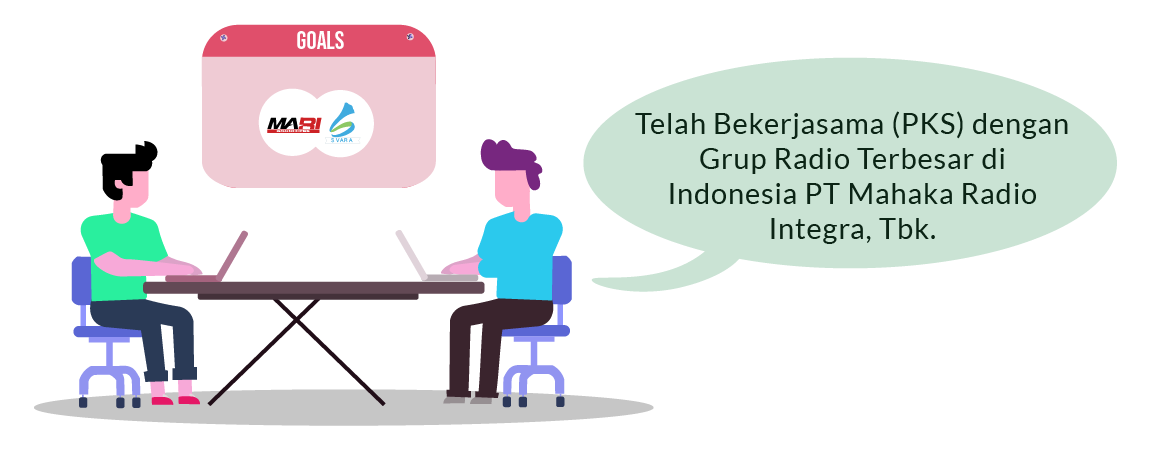 GOALS
MARI
SVARA
Telah Bekerjasama (PKS) dengan
Grup Radio Terbesar di
Indonesia PT Mahaka Radio
Integra, Tbk.